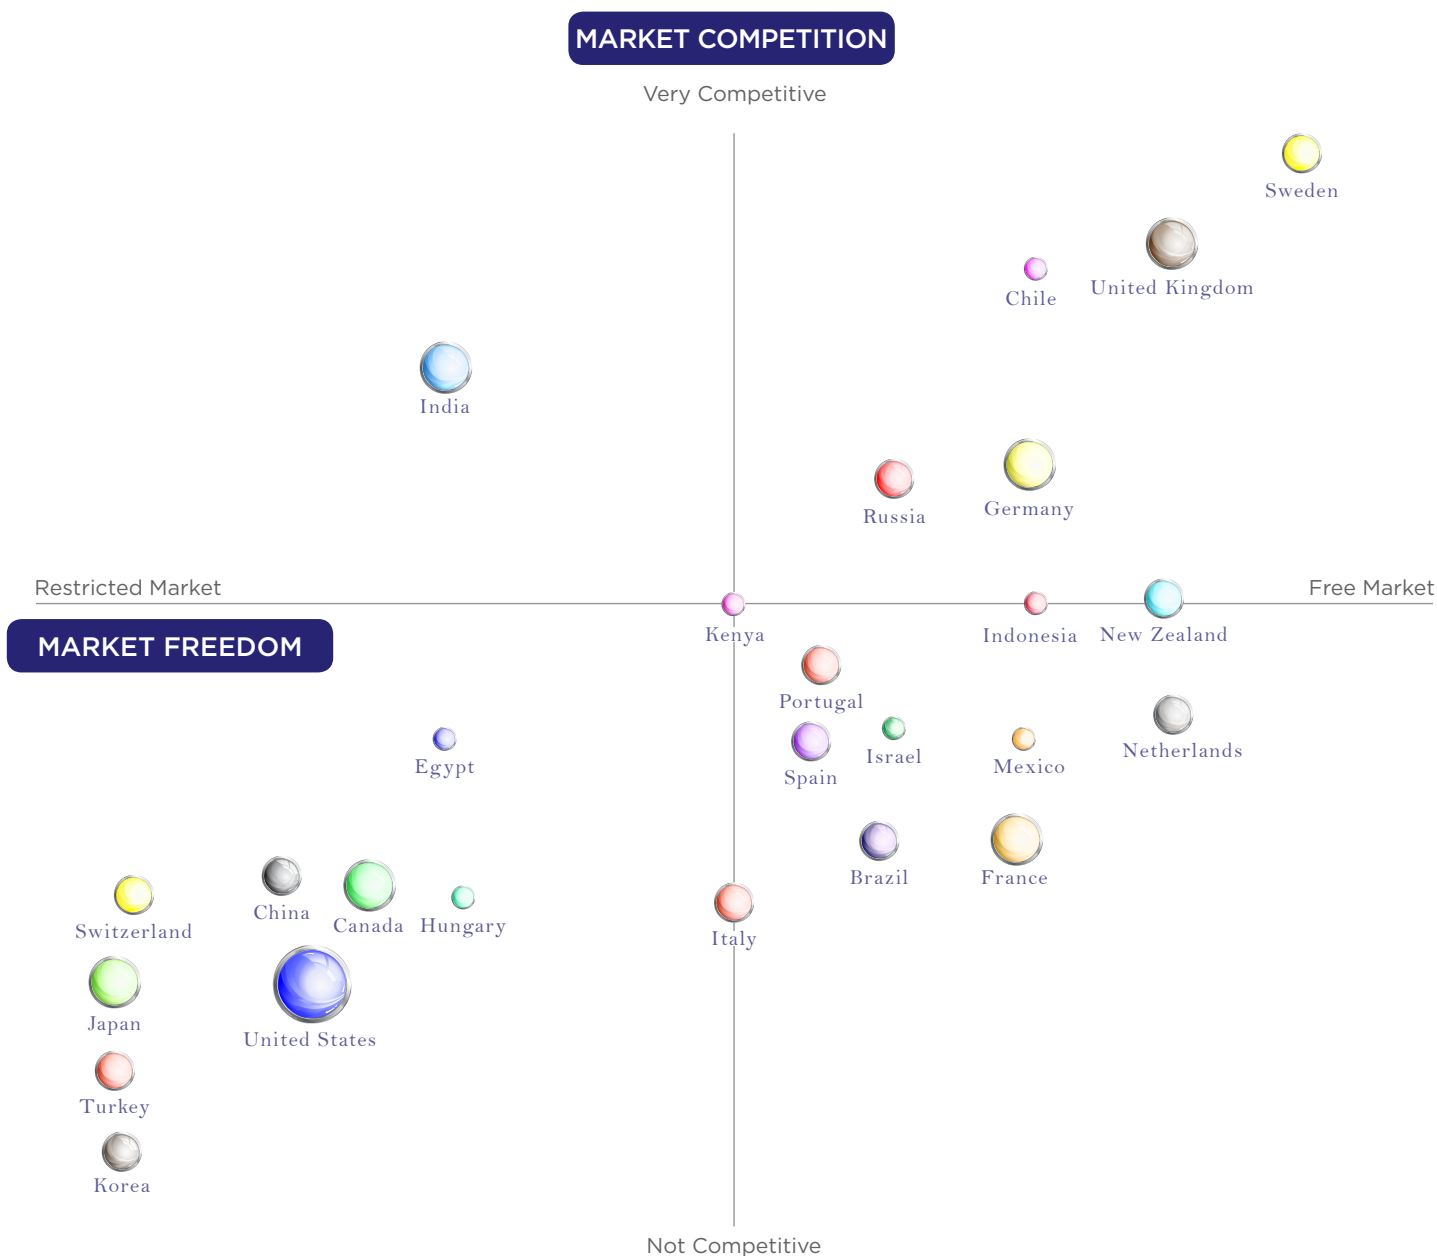 MARKET COMPETITION
Very Competitive
Sweden
United Kingdom
Chile
India
Germany
Russia
Restricted Market
Free Market
MARKET FREEDOM
Kenya
Indonesia
New Zealand
Portugal
Israel
Mexico
Netherlands
Egypt
Spain
Brazil
France
China
Canada
Hungary
Switzerland
Italy
Japan
United States
Turkey
Korea
Not Competitive